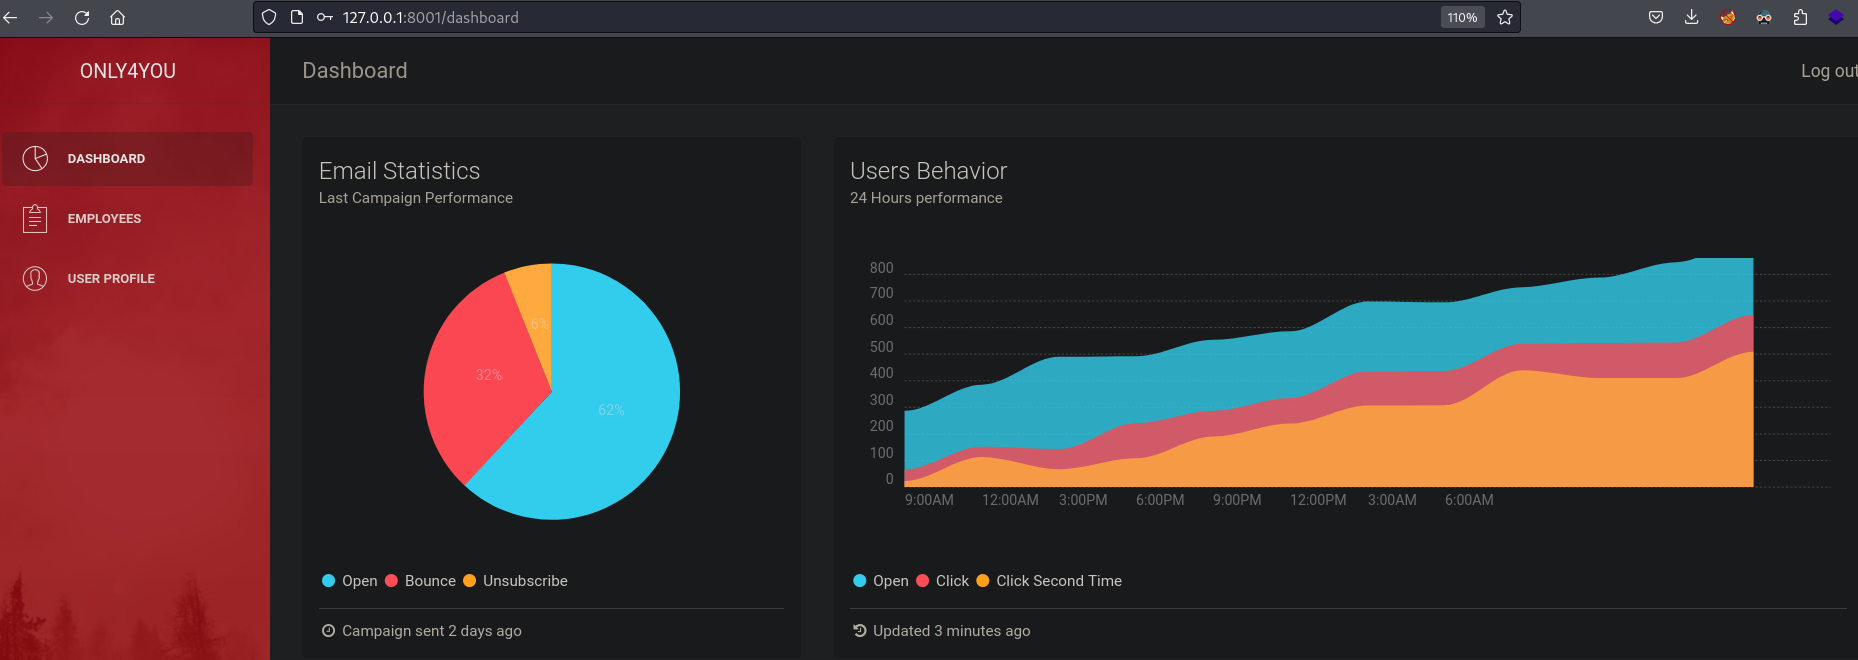 127.0.0.1:8001/dashboard
110%
ONLY4YOU
DASHBOARD
EMPLOYEES
USER PROFILE
Dashboard
Log out
Email Statistics
Last Campaign Performance
6%
32%
62%
Open Bounce Unsubscribe
Campaign sent 2 days ago
Users Behavior
24 Hours performance
800
700
600
500
400
300
200
100
0
9:00AM 12:00AM 3:00PM 6:00PM 9:00PM 12:00PM 3:00AM 6:00AM
Open Click Click Second Time
Updated 3 minutes ago